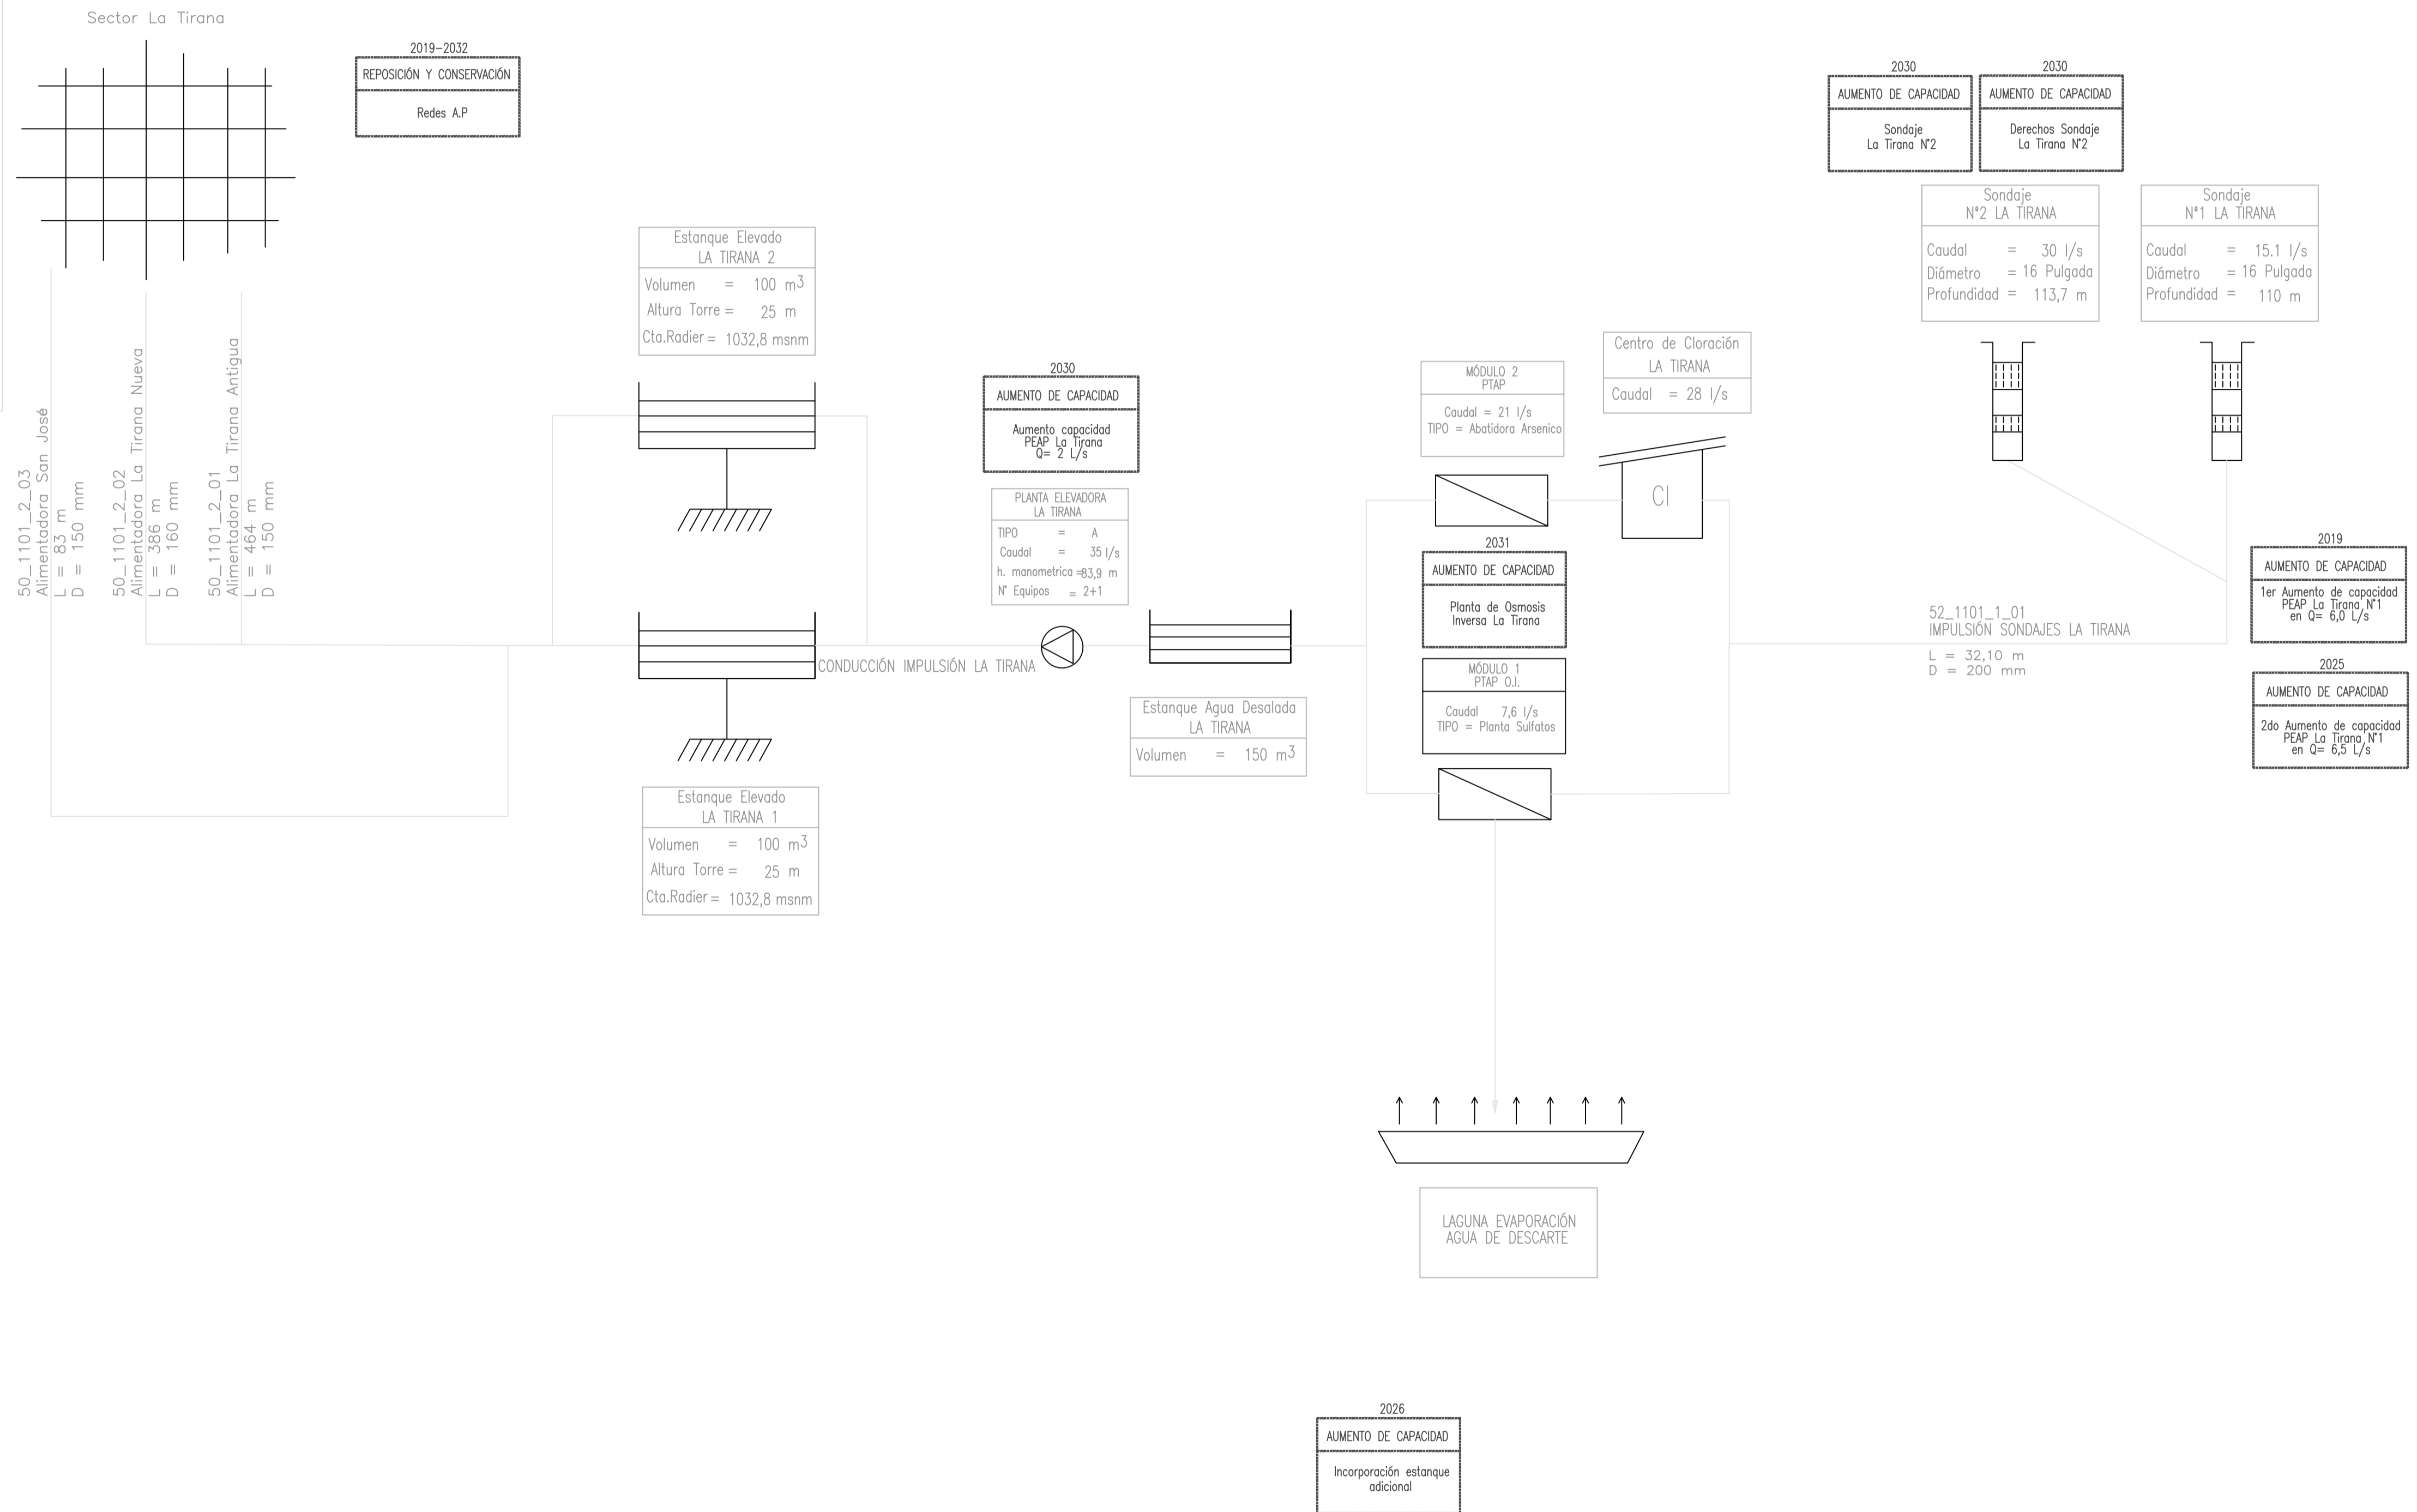 Sector La Tirana
2019-2032
REPOSICIÓN Y CONSERVACIÓN
Redes A.P
2030
AUMENTO DE CAPACIDAD
Sondaje
La Tirana N°2
2030
AUMENTO DE CAPACIDAD
Derechos Sondaje
La Tirana N°2
Sondaje
N°2 LA TIRANA
Caudal = 30 l/s
Diámetro = 16 Pulgada
Profundidad = 113,7 m
Sondaje
N°1 LA TIRANA
Caudal = 15.1 l/s
Diámetro = 16 Pulgada
Profundidad = 110 m
Estanque Elevado
LA TIRANA 2
Volumen = 100 m3
Altura Torre = 25 m
Cta.Radier = 1032,8 msnm
50_1101_2_03
Alimentadora San José
L = 83 m
D = 150 mm
50_1101_2_02
Alimentadora La Tirana Nueva
L = 386 m
D = 160 mm
50_1101_2_01
Alimentadora La Tirana Antigua
L = 464 m
D = 150 mm
2030
AUMENTO DE CAPACIDAD
Aumento capacidad
PEAP La Tirana
Q= 2 L/s
PLANTA ELEVADORA
LA TIRANA
TIPO = A
Caudal = 35 l/s
h. manometrica =83,9 m
N° Equipos = 2+1
MÓDULO 2
PTAP
Caudal = 21 l/s
TIPO = Abatidora Arsenico
Centro de Cloración
LA TIRANA
Caudal = 28 l/s
Cl
2031
AUMENTO DE CAPACIDAD
Planta de Osmosis
Inversa La Tirana
MÓDULO 1
PTAP O.I.
Caudal 7,6 l/s
TIPO = Planta Sulfatos
2019
AUMENTO DE CAPACIDAD
1er Aumento de capacidad
PEAP La Tirana N°1
en Q= 6,0 L/s
52_1101_1_01
IMPULSIÓN SONDAJES LA TIRANA
L = 32,10 m
D = 200 mm
2025
AUMENTO DE CAPACIDAD
2do Aumento de capacidad
PEAP La Tirana N°1
en Q= 6,5 L/s
CONDUCCIÓN IMPULSIÓN LA TIRANA
Estanque Agua Desalada
LA TIRANA
Volumen = 150 m3
Estanque Elevado
LA TIRANA 1
Volumen = 100 m3
Altura Torre = 25 m
Cta.Radier = 1032,8 msnm
LAGUNA EVAPORACIÓN
AGUA DE DESCARTE
2026
AUMENTO DE CAPACIDAD
Incorporación estanque
adicional